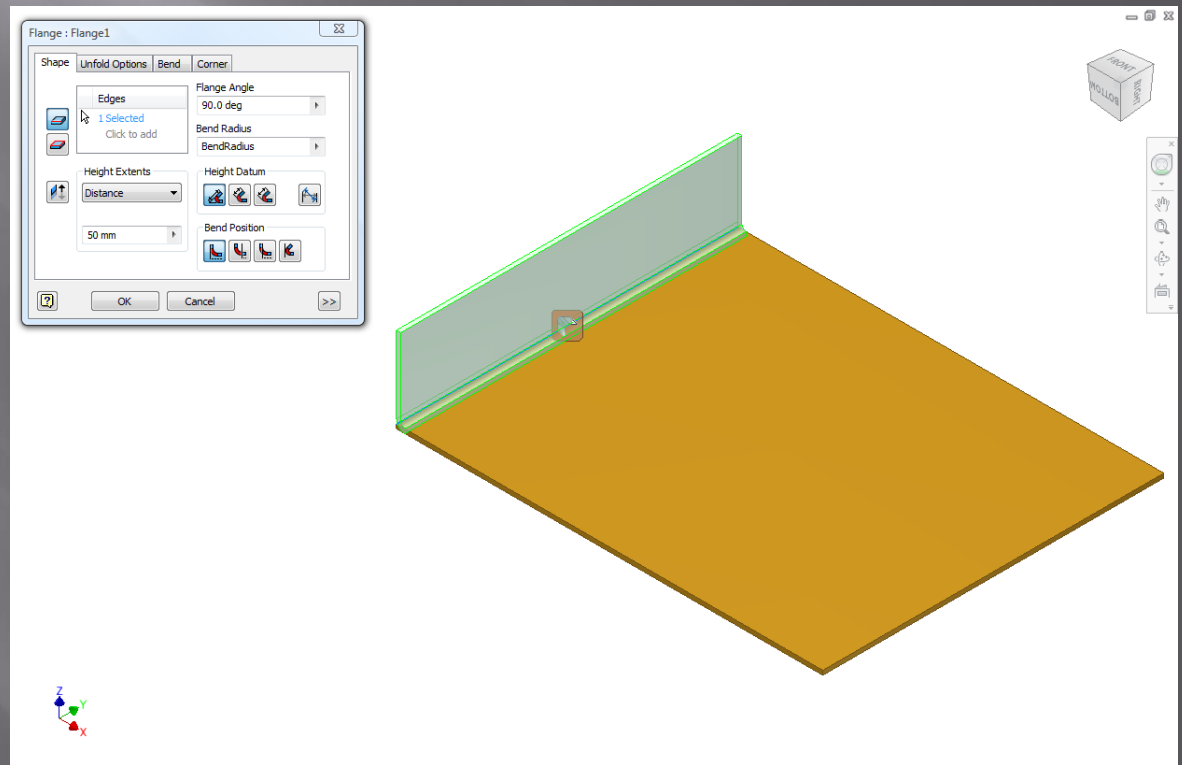 Flange : Flange1
Shape Unfold Options Bend Corner
Edges
1 Selected
Click to add
Flange Angle
90.0 deg
Bend Radius
BendRadius
Height Extents
Distance
50 mm
Height Datum
Bend Position
OK Cancel >>
FRONT
BOTTOM RIGHT
Z
Y
X